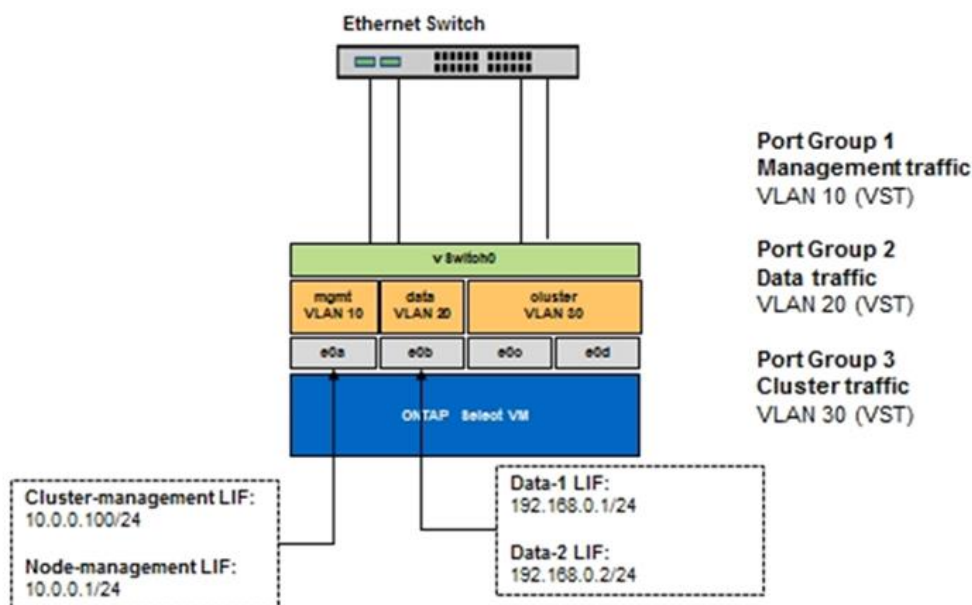 Ethernet Switch
Port Group 1
Management traffic
VLAN 10 (VST)
Port Group 2
Data traffic
VLAN 20 (VST)
Port Group 3
Cluster traffic
VLAN 30 (VST)
vSwitch0
mgmt
VLAN 10
data
VLAN 20
cluster
VLAN 30
e0a
e0b
e0c
e0d
ONTAP Select VM
Cluster-management LIF:
10.0.0.100/24
Node-management LIF:
10.0.0.1/24
Data-1 LIF:
192.168.0.1/24
Data-2 LIF:
192.168.0.2/24